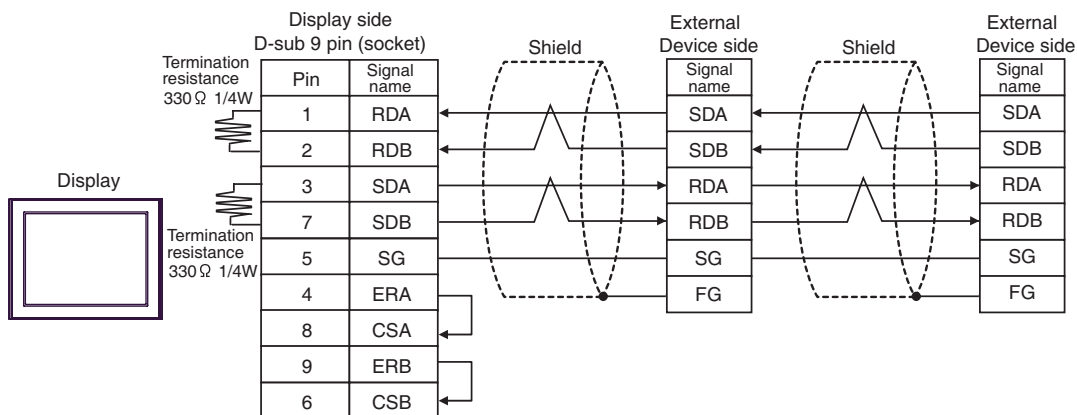 Display side
D-sub 9 pin (socket)
Termination
resistance
330Ω 1/4W
Display
Termination
resistance
330Ω 1/4W
Pin Signal name
1 RDA
2 RDB
3 SDA
7 SDB
5 SG
4 ERA
8 CSA
9 ERB
6 CSB
Shield
External
Device side
Signal
name
SDA
SDB
RDA
RDB
SG
FG
Shield
External
Device side
Signal
name
SDA
SDB
RDA
RDB
SG
FG